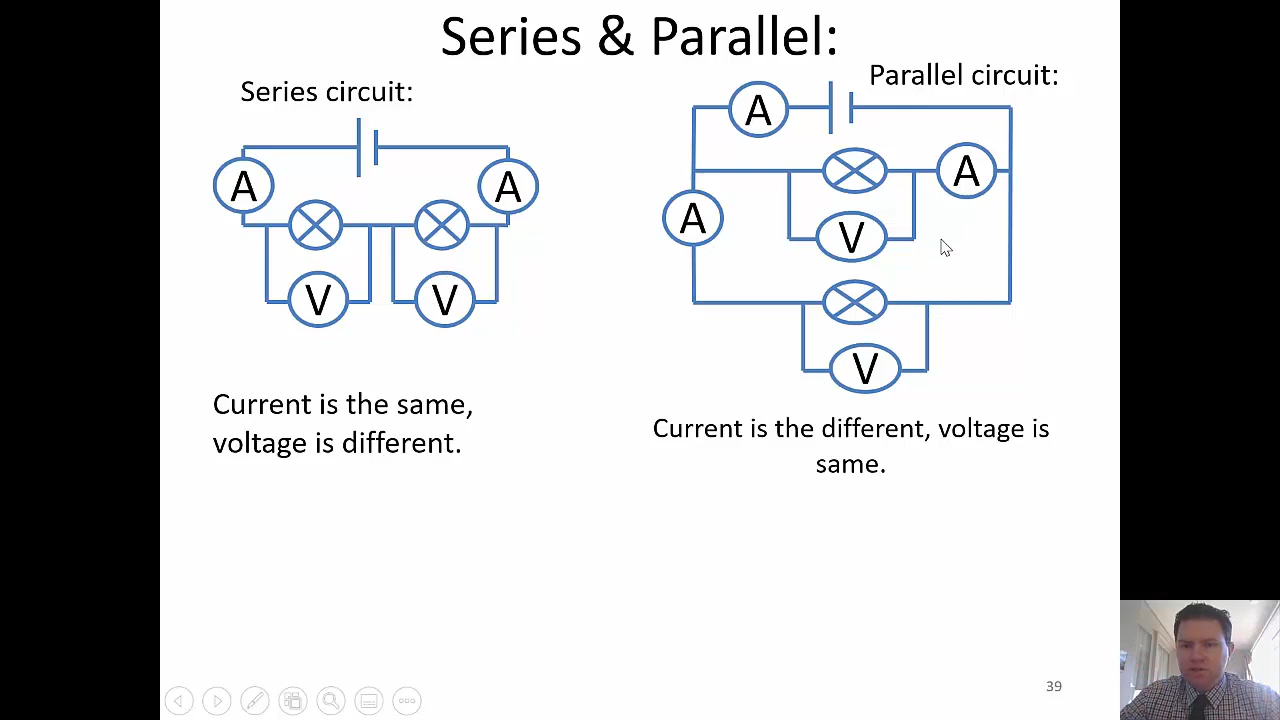 Series & Parallel:
Series circuit:
Parallel circuit:
A
A
A
A
A
V
V
V
V
Current is the same,
voltage is different.
Current is the different, voltage is
same.
39